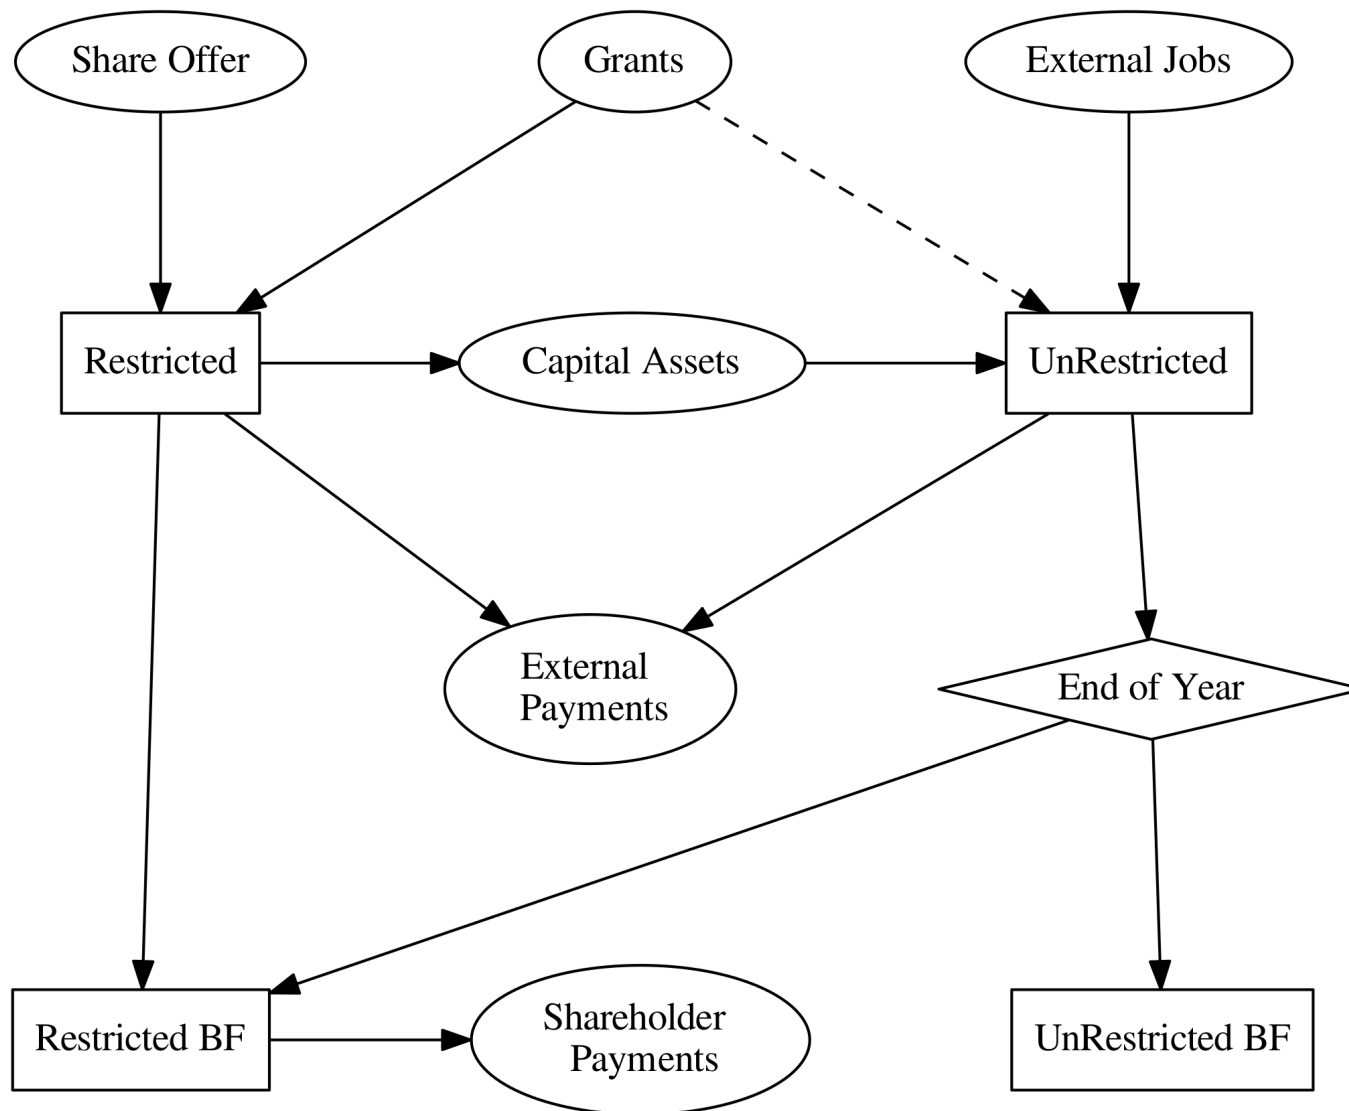 Share Offer
Grants
External Jobs
Restricted
Capital Assets
UnRestricted
External
Payments
End of Year
Restricted BF
Shareholder
Payments
UnRestricted BF